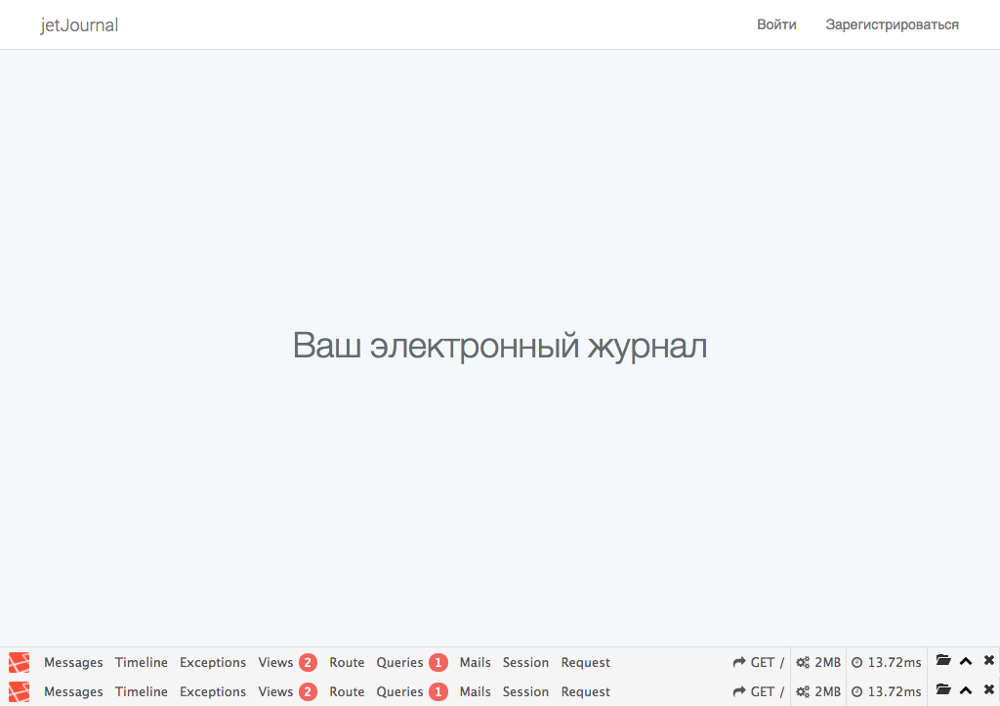 jetJournal Войти Зарегистрироваться
Ваш электронный журнал
Messages Timeline Exceptions Views 2 Route Queries 1 Mails Session Request GET / 2MB 13.72ms
Messages Timeline Exceptions Views 2 Route Queries 1 Mails Session Request GET / 2MB 13.72ms